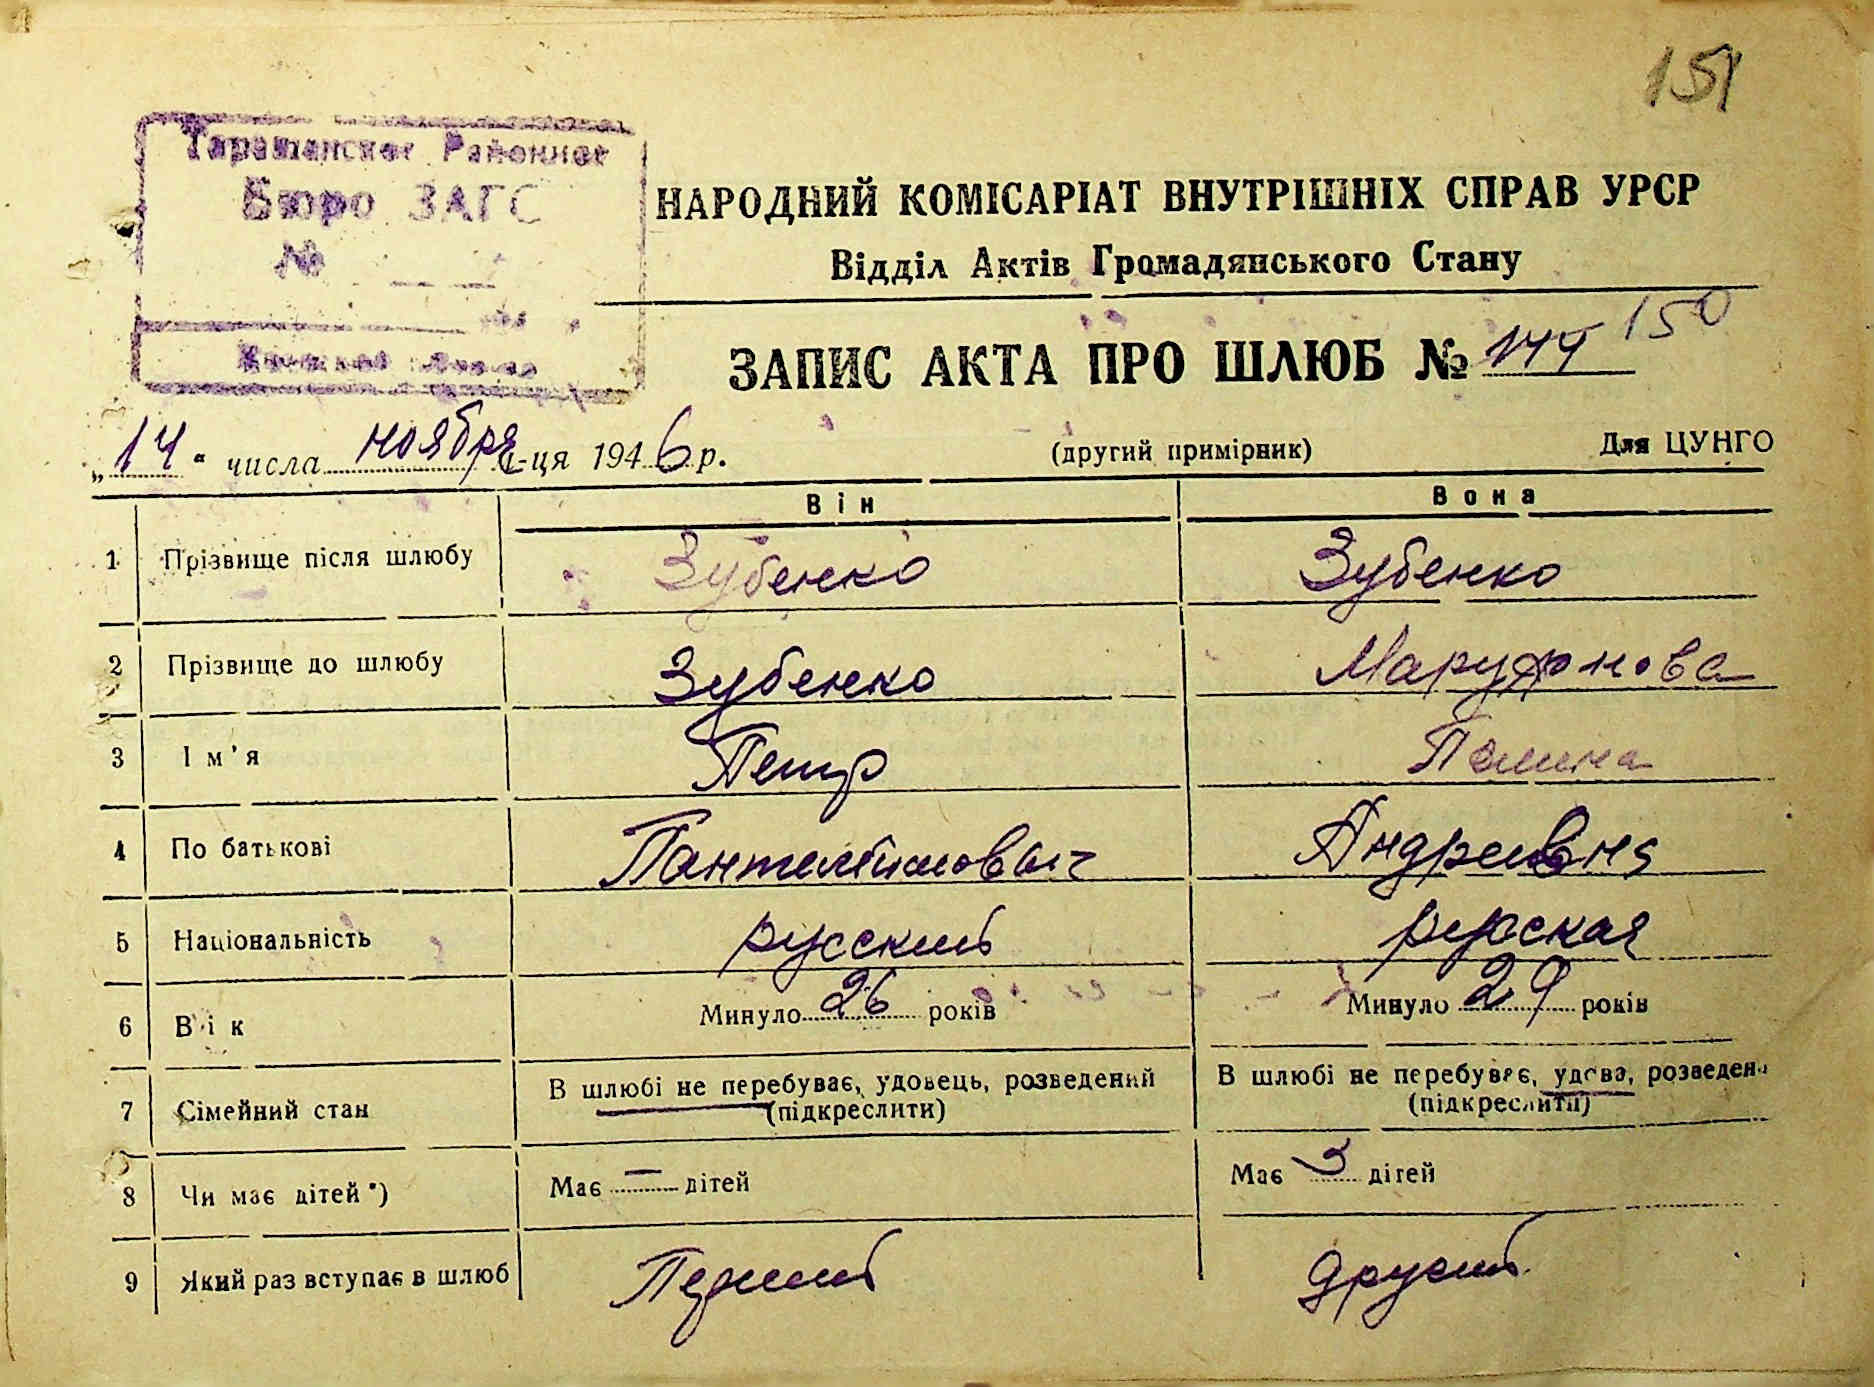 151
Таращанское Районное
Бюро ЗАГС
№
НАРОДНИЙ КОМІСАРІАТ ВНУТРІШНІХ СПРАВ УРСР
Відділ Актів Громадянського Стану
ЗАПИС АКТА ПРО ШЛЮБ № 144 150
„14“ числа ноября м-ця 1946 р. (другий примірник) Для ЦУНГО
Він Вона
1 Прізвище після шлюбу Зубенко Зубенко
2 Прізвище до шлюбу Зубенко
3 Ім'я Петр Полина
4 По батькові Пантелеймонович Андреевна
5 Національність русский русская
6 Вік Минуло 26 років Минуло 29 років
7 Сімейний стан В шлюбі не перебуває, удовець, розведений (підкреслити) В шлюбі не перебуває, удова, розведена (підкреслити)
8 Чи має дітей*) Має — дітей Має 3 дітей
9 Який раз вступає в шлюб Первый другий